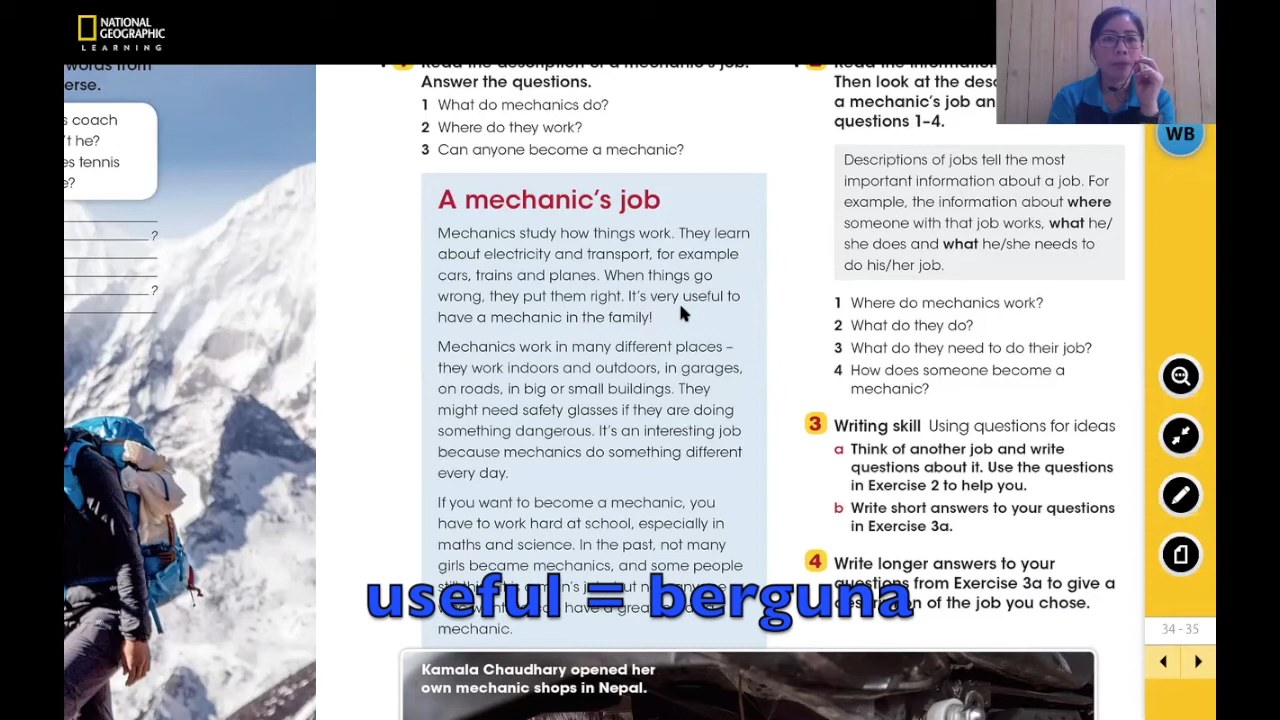 NATIONAL
GEOGRAPHIC
LEARNING
words from
erse.
s coach
't he?
es tennis
e?
?
?
Read the description of a mechanic's job.
Answer the questions.
1 What do mechanics do?
2 Where do they work?
3 Can anyone become a mechanic?
A mechanic's job
Mechanics study how things work. They learn
about electricity and transport, for example
cars, trains and planes. When things go
wrong, they put them right. It's very useful to
have a mechanic in the family!
Mechanics work in many different places –
they work indoors and outdoors, in garages,
on roads, in big or small buildings. They
might need safety glasses if they are doing
something dangerous. It's an interesting job
because mechanics do something different
every day.
If you want to become a mechanic, you
have to work hard at school, especially in
maths and science. In the past, not many
girls became mechanics, and some people
mechanic.
useful = berguna
Kamala Chaudhary opened her
own mechanic shops in Nepal.
Read the information
Then look at the des
a mechanic's job an
questions 1–4.
Descriptions of jobs tell the most
important information about a job. For
example, the information about where
someone with that job works, what he/
she does and what he/she needs to
do his/her job.
1 Where do mechanics work?
2 What do they do?
3 What do they need to do their job?
4 How does someone become a
mechanic?
3 Writing skill Using questions for ideas
a Think of another job and write
questions about it. Use the questions
in Exercise 2 to help you.
b Write short answers to your questions
in Exercise 3a.
4 Write longer answers to your
questions from Exercise 3a to give a
of the job you chose.
WB
34 - 35